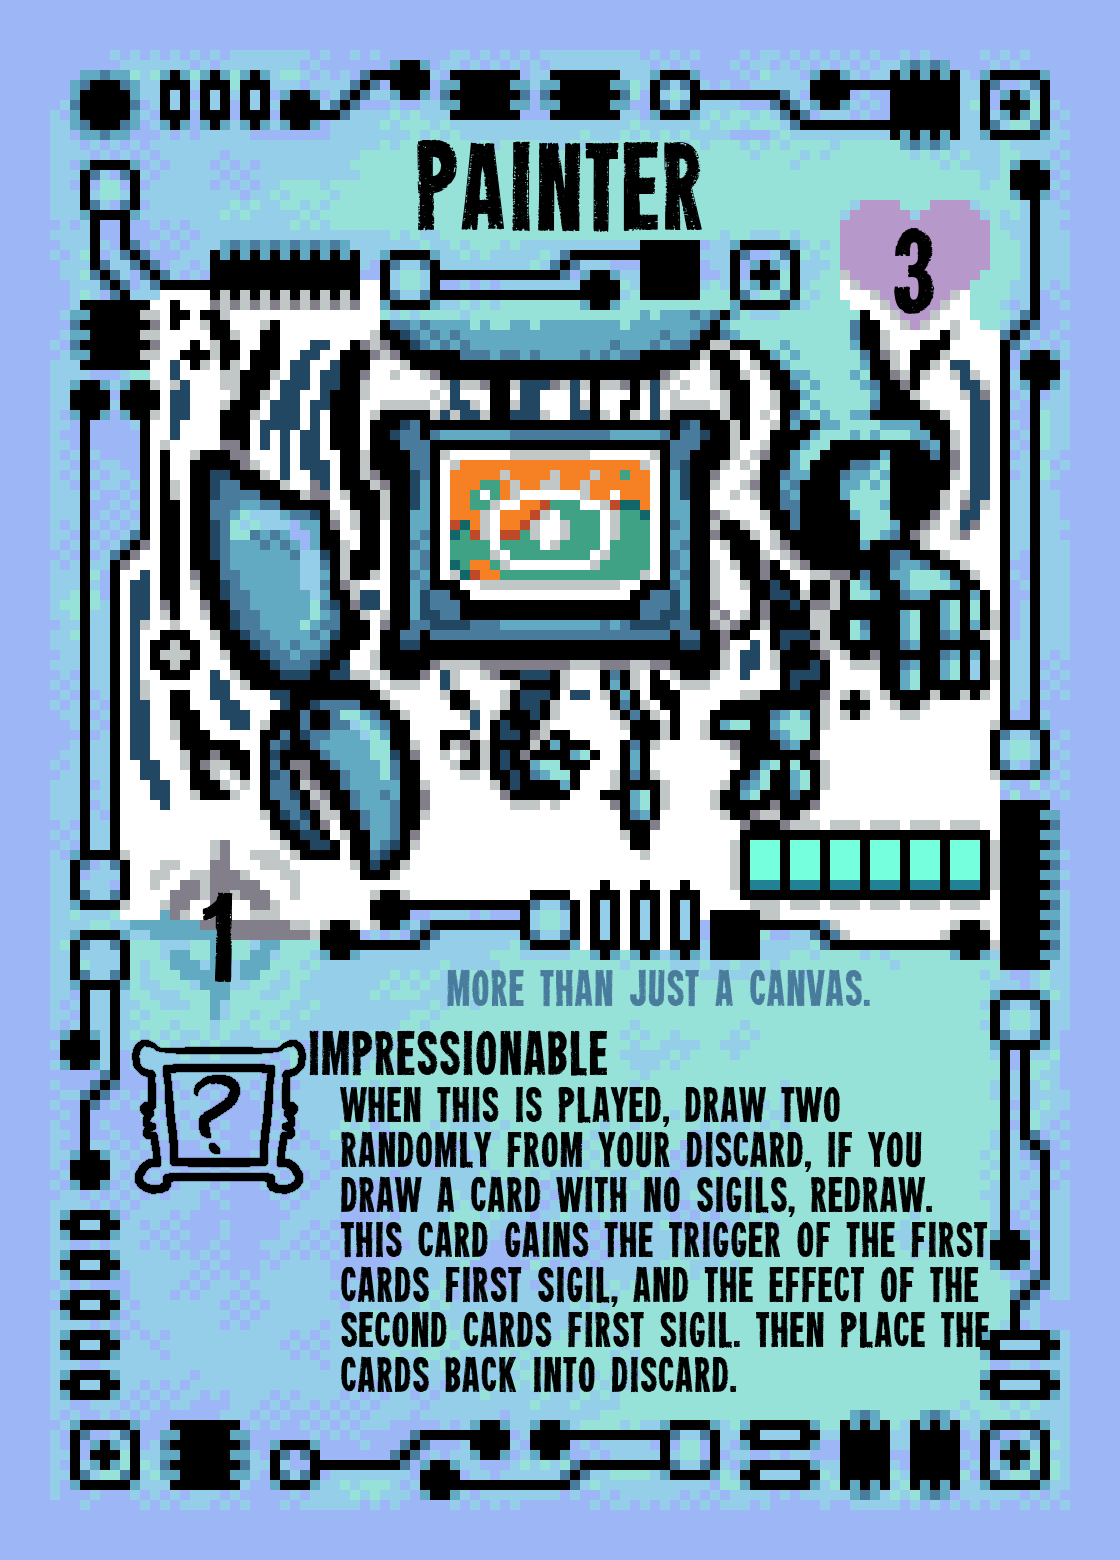 PAINTER
3
1
MORE THAN JUST A CANVAS.
?
IMPRESSIONABLE
WHEN THIS IS PLAYED, DRAW TWO
RANDOMLY FROM YOUR DISCARD, IF YOU
DRAW A CARD WITH NO SIGILS, REDRAW.
THIS CARD GAINS THE TRIGGER OF THE FIRST
CARDS FIRST SIGIL, AND THE EFFECT OF THE
SECOND CARDS FIRST SIGIL. THEN PLACE THE
CARDS BACK INTO DISCARD.